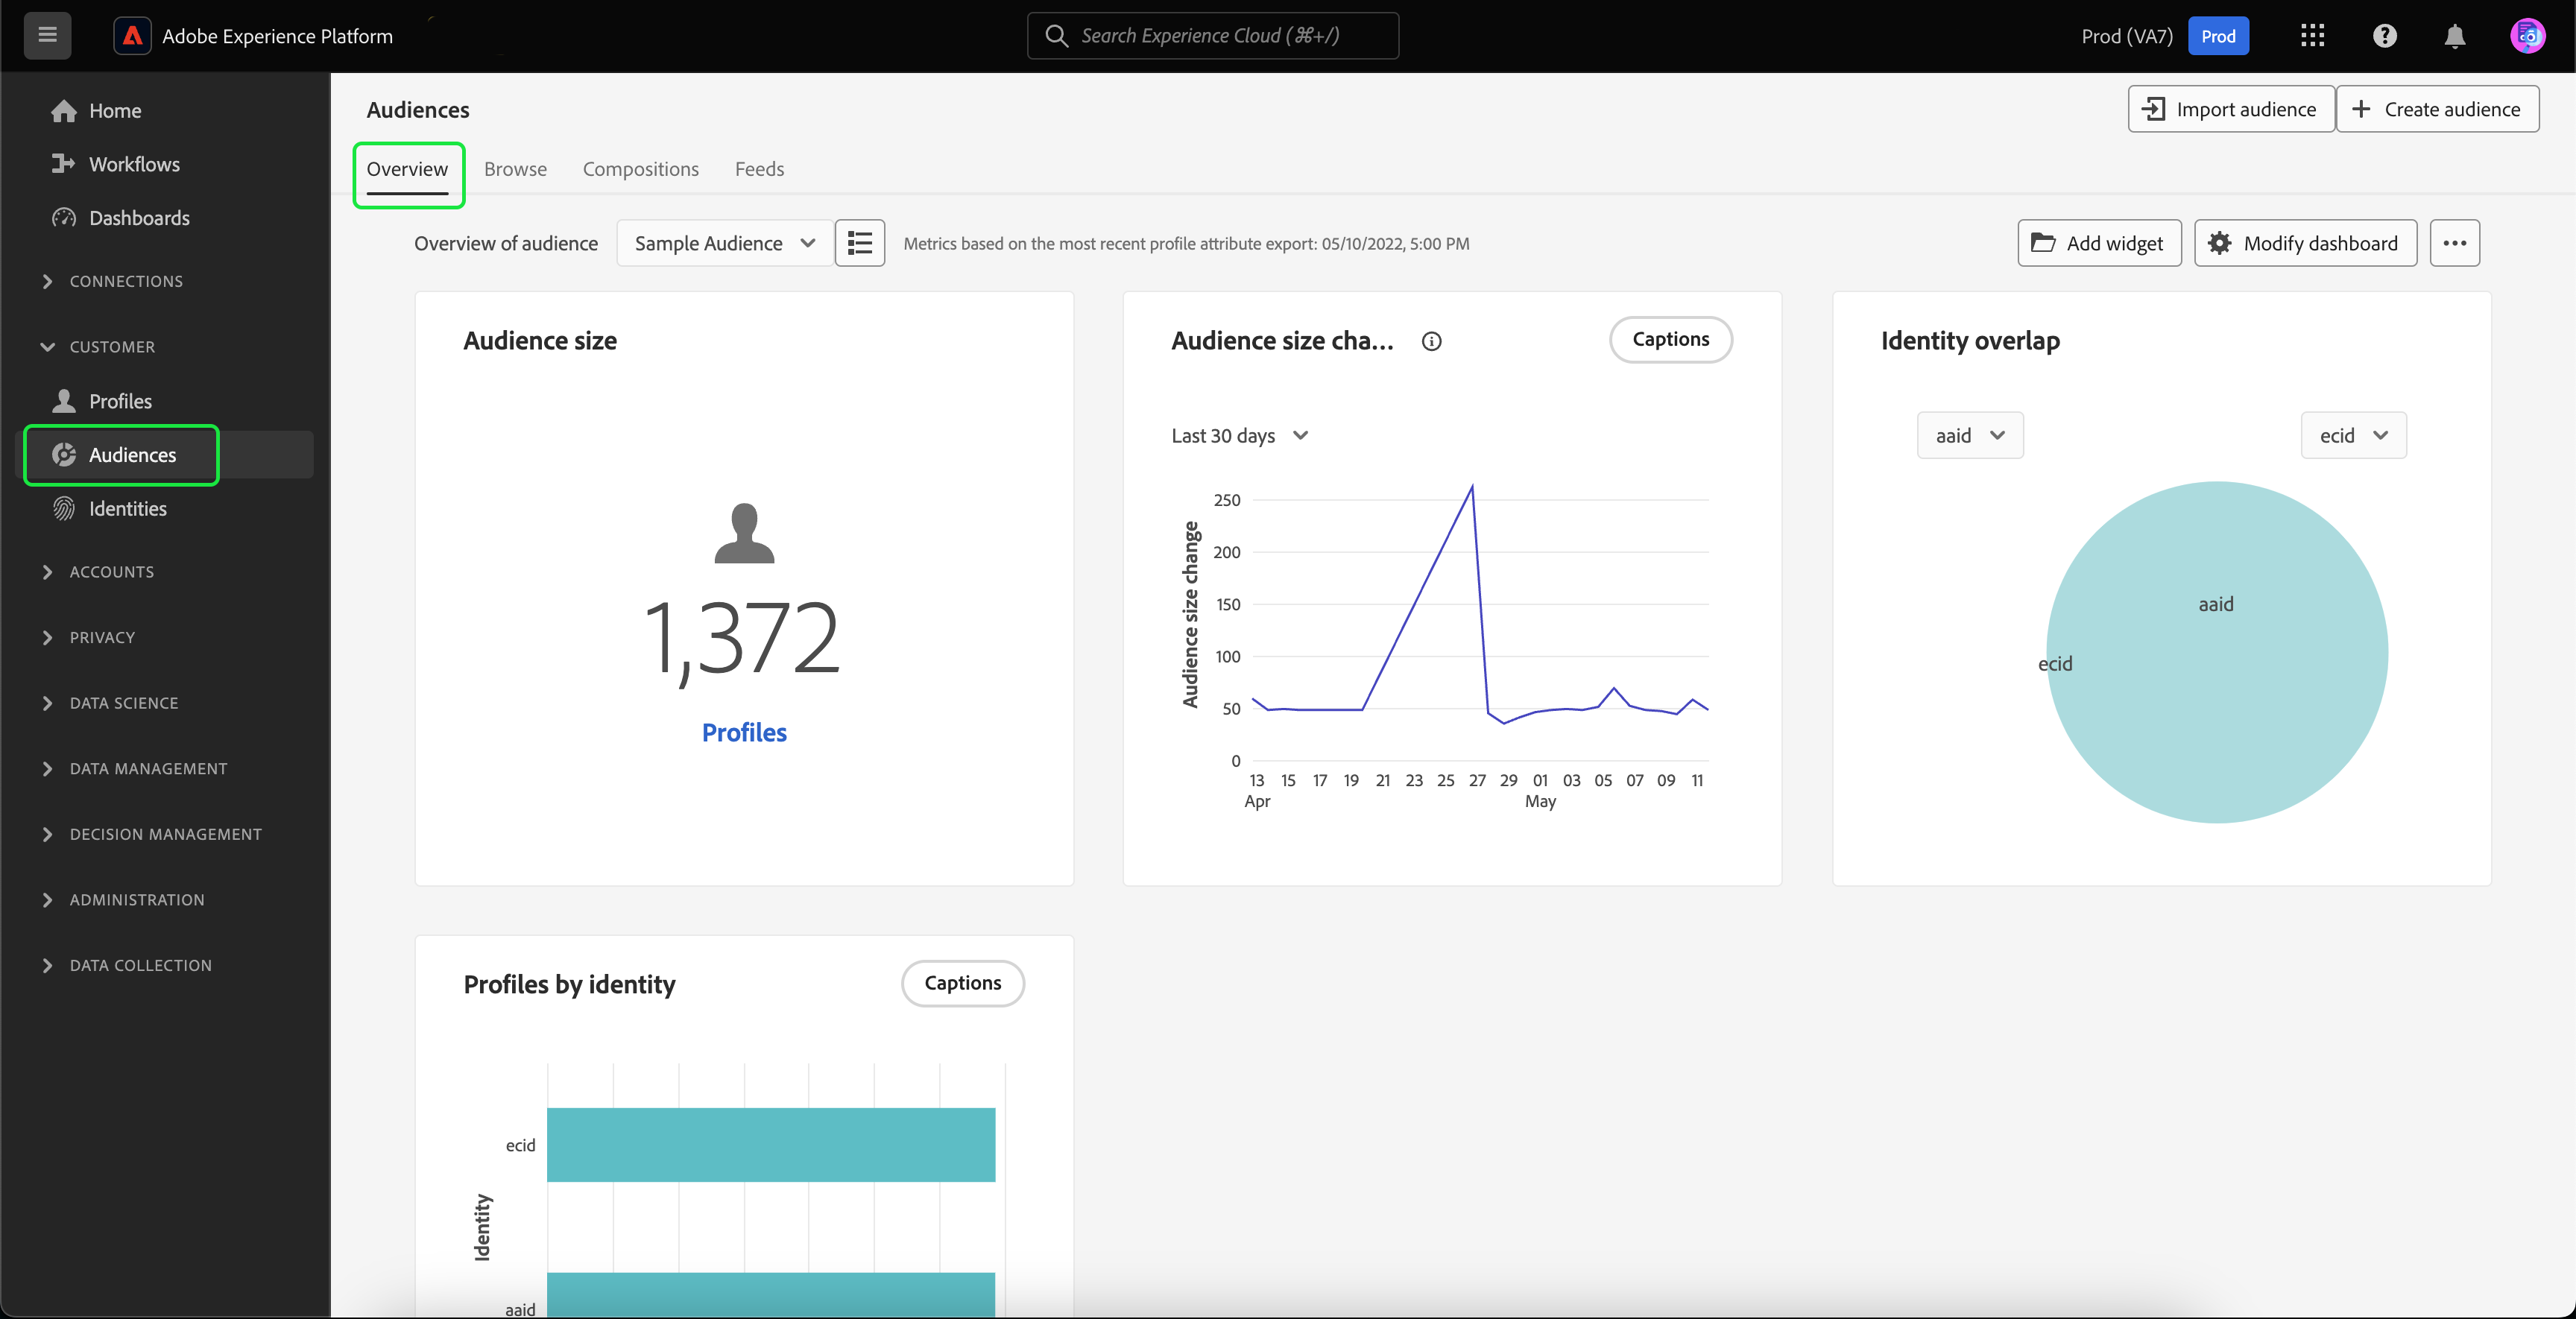 Adobe Experience Platform
Search Experience Cloud (⌘+/)
Prod (VA7)
Prod
Home
Workflows
Dashboards
CONNECTIONS
CUSTOMER
Profiles
Audiences
Identities
ACCOUNTS
PRIVACY
DATA SCIENCE
DATA MANAGEMENT
DECISION MANAGEMENT
ADMINISTRATION
DATA COLLECTION
Audiences
Import audience
Create audience
Overview
Browse
Compositions
Feeds
Overview of audience
Sample Audience
Metrics based on the most recent profile attribute export: 05/10/2022, 5:00 PM
Add widget
Modify dashboard
Audience size
1,372
Profiles
Audience size cha...
Captions
Last 30 days
Audience size change
250
200
150
100
50
0
13 15 17 19 21 23 25 27 29 01 03 05 07 09 11
Apr May
Identity overlap
aaid
ecid
aaid
ecid
Profiles by identity
Captions
Identity
ecid
aaid